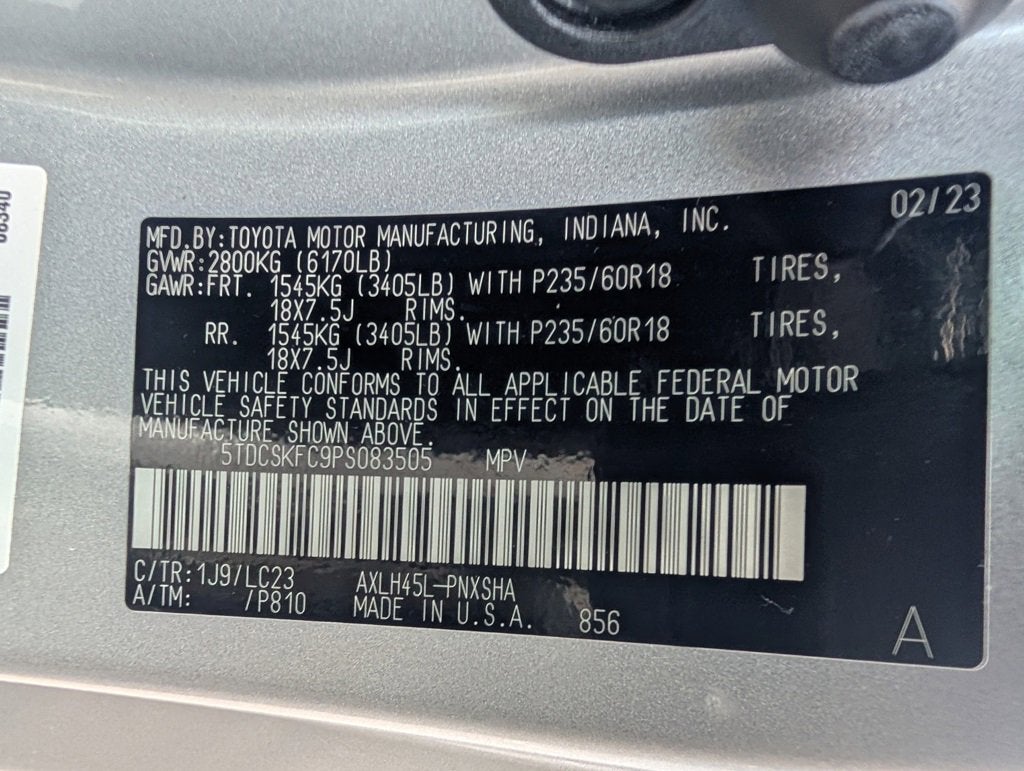 02/23
MFD.BY:TOYOTA MOTOR MANUFACTURING, INDIANA, INC.
GVWR:2800KG (6170LB)
GAWR:FRT. 1545KG (3405LB) WITH P235/60R18 TIRES,
18X7.5J RIMS.
RR. 1545KG (3405LB) WITH P235/60R18 TIRES,
18X7.5J RIMS.
THIS VEHICLE CONFORMS TO ALL APPLICABLE FEDERAL MOTOR
VEHICLE SAFETY STANDARDS IN EFFECT ON THE DATE OF
MANUFACTURE SHOWN ABOVE.
5TDCSKFC9PS083505 MPV
C/TR:1J9/LC23 AXLH45L-PNXSHA
A/TM: /P810 MADE IN U.S.A. 856
A